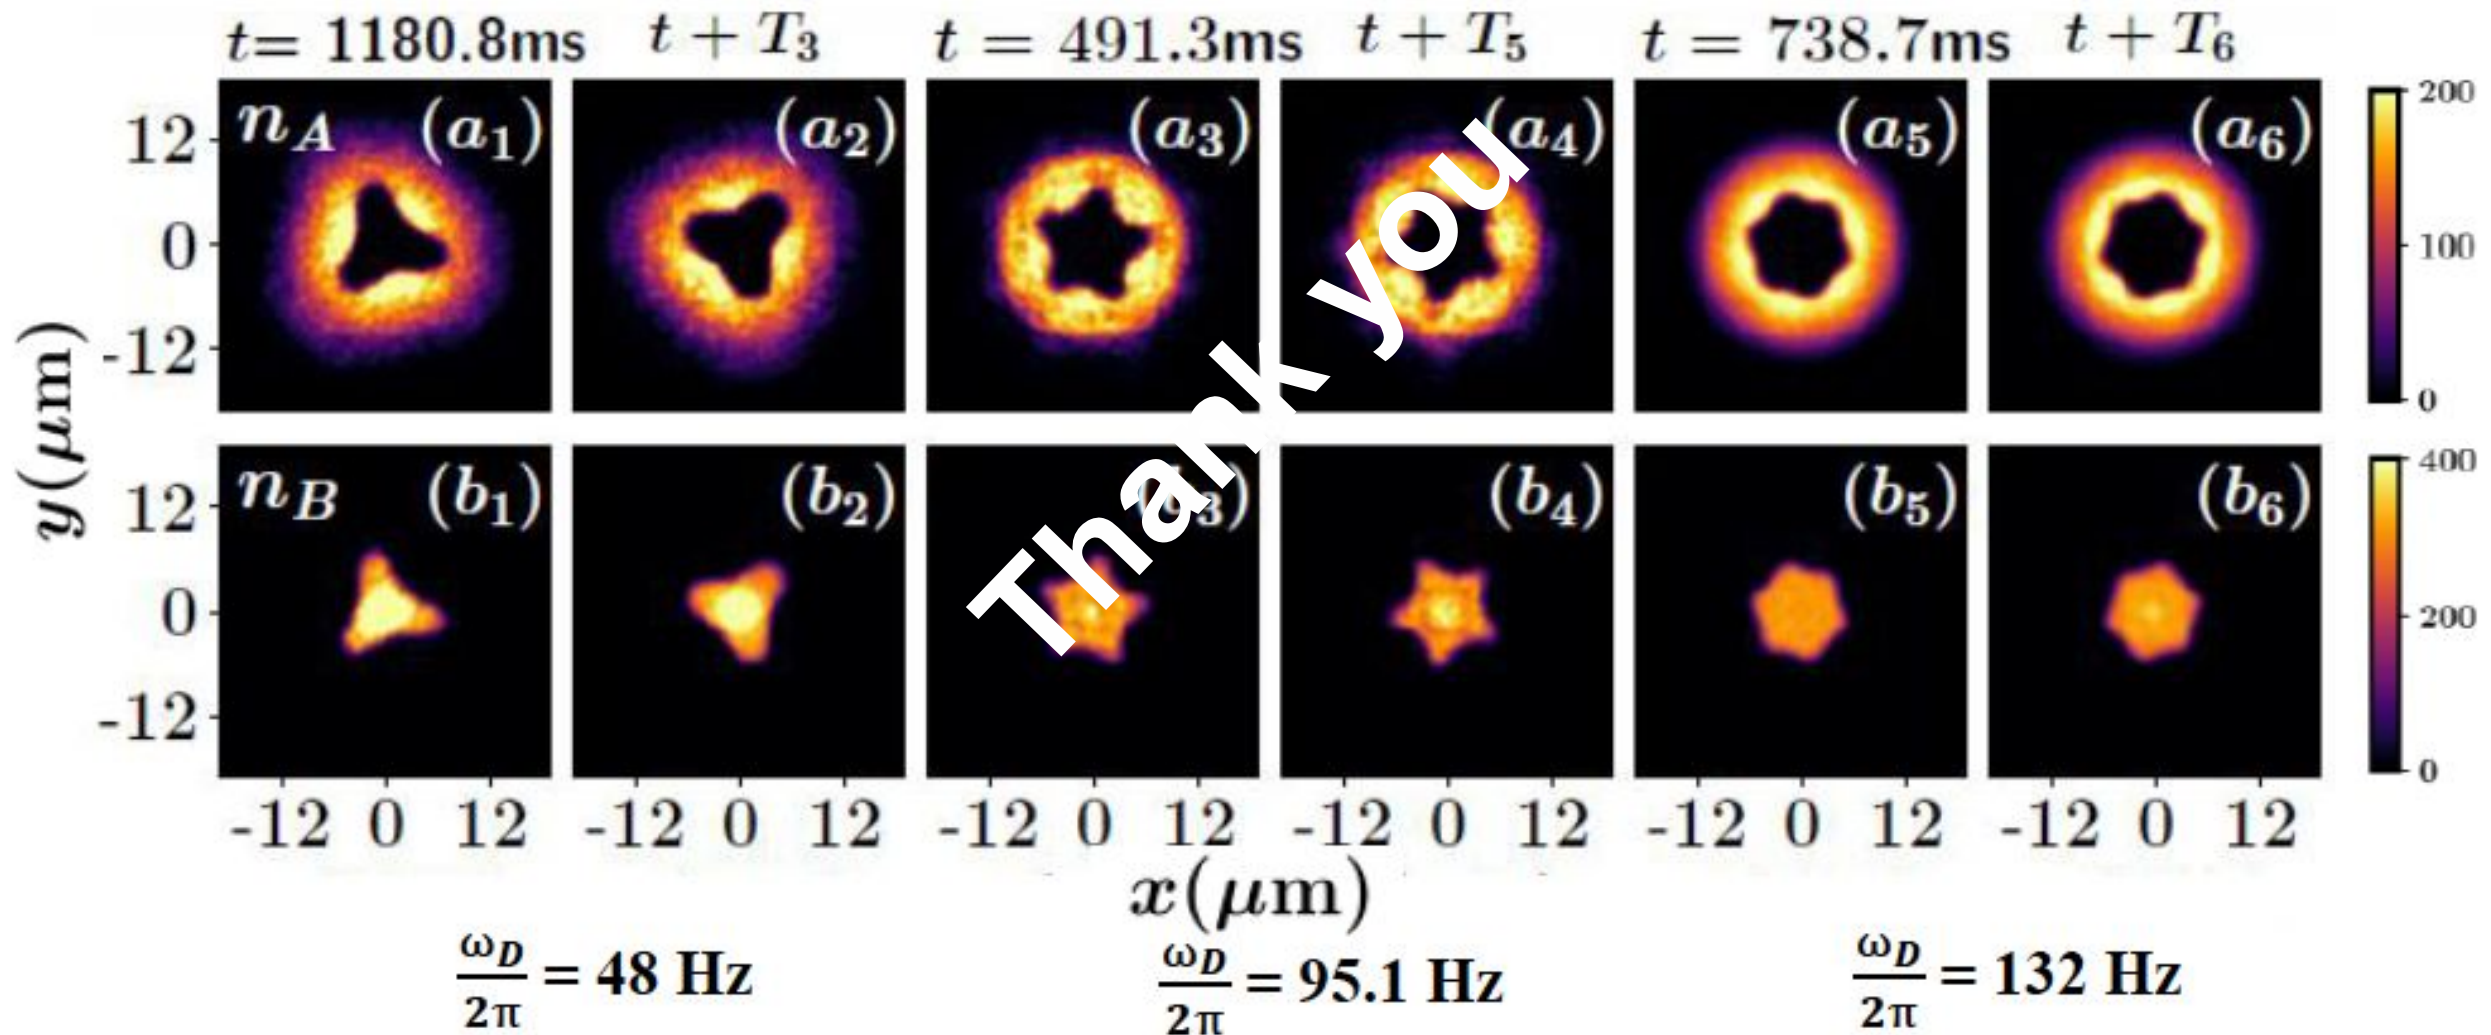 t= 1180.8ms t + T₃ t = 491.3ms t + T₅ t = 738.7ms t + T₆
n_A (a₁) (a₂) (a₃) (a₄) (a₅) (a₆)
200
100
0
12
0
-12
y(μm)
n_B (b₁) (b₂) (b₄) (b₅) (b₆)
400
200
0
12
0
-12
-12 0 12 -12 0 12 -12 0 12 -12 0 12 -12 0 12 -12 0 12
x(μm)
Thank you
ω_D/2π = 48 Hz ω_D/2π = 95.1 Hz ω_D/2π = 132 Hz